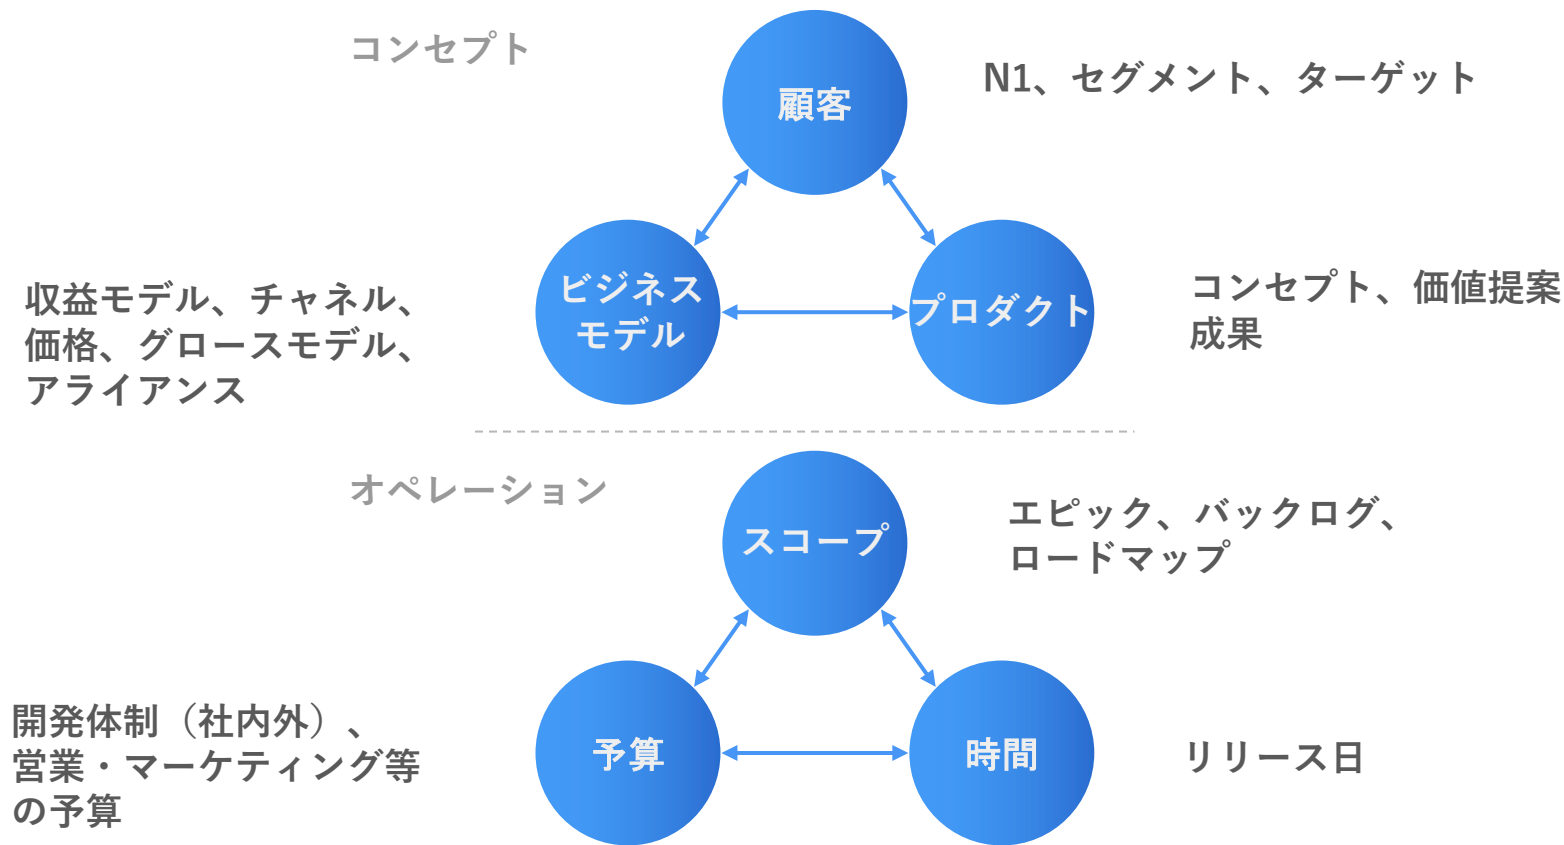 コンセプト
顧客
N1、セグメント、ターゲット
ビジネス
モデル
収益モデル、チャネル、
価格、グロースモデル、
アライアンス
プロダクト
コンセプト、価値提案
成果
オペレーション
スコープ
エピック、バックログ、
ロードマップ
予算
開発体制（社内外）、
営業・マーケティング等
の予算
時間
リリース日